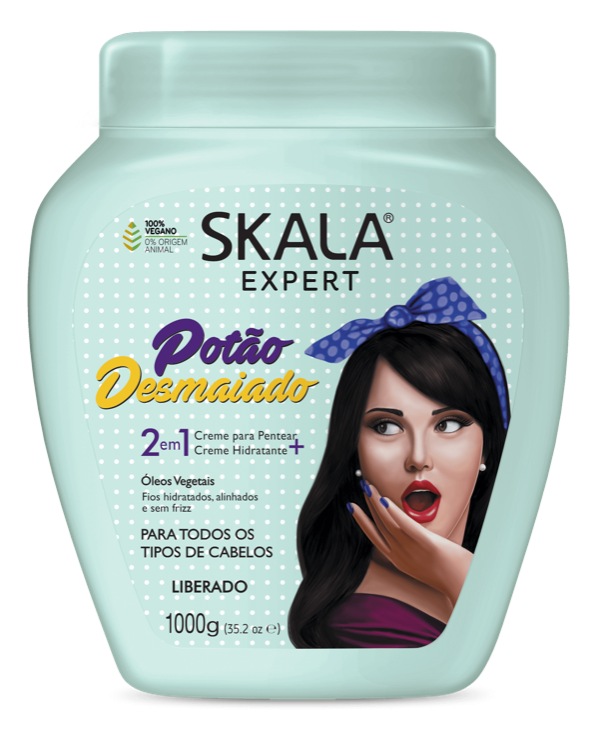 100%
VEGANO
0% ORIGEM
ANIMAL
SKALA®
EXPERT
Potão
Desmaiado
2 em 1 Creme para Pentear
Creme Hidratante +
Óleos Vegetais
Fios hidratados, alinhados
e sem frizz
PARA TODOS OS
TIPOS DE CABELOS
LIBERADO
1000g (35.2 oz ℮)